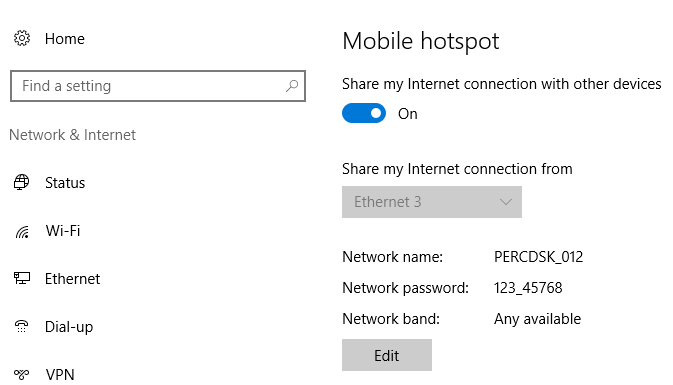 Home
Find a setting
Network & Internet
Status
Wi-Fi
Ethernet
Dial-up
VPN
Mobile hotspot
Share my Internet connection with other devices
On
Share my Internet connection from
Ethernet 3
Network name: PERCDSK_012
Network password: 123_45768
Network band: Any available
Edit